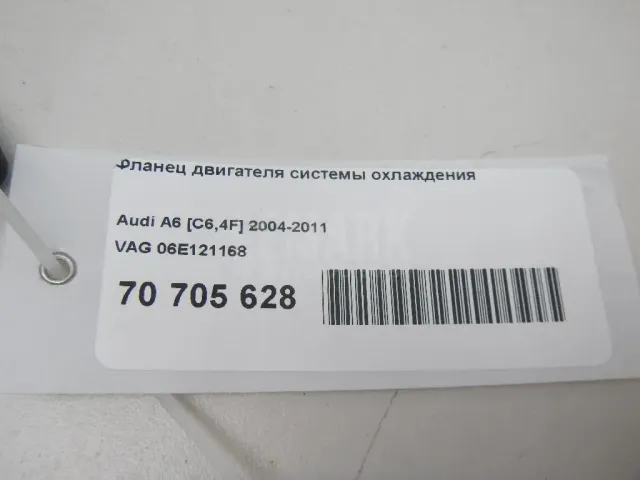 Фланец двигателя системы охлаждения
Audi A6 [C6,4F] 2004-2011
VAG 06E121168
70 705 628